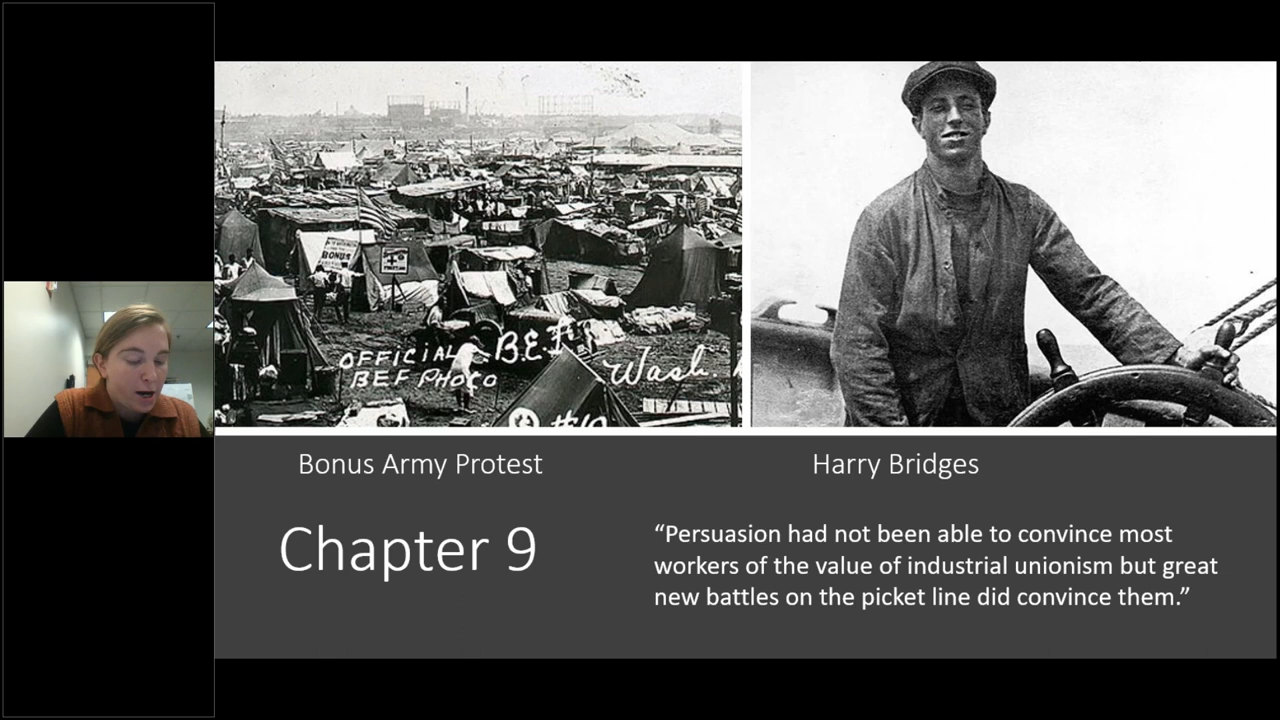 BONUS
OFFICIAL B.E.F.
BEF PHOTO
Wash.
Bonus Army Protest
Harry Bridges
Chapter 9
“Persuasion had not been able to convince most
workers of the value of industrial unionism but great
new battles on the picket line did convince them.”